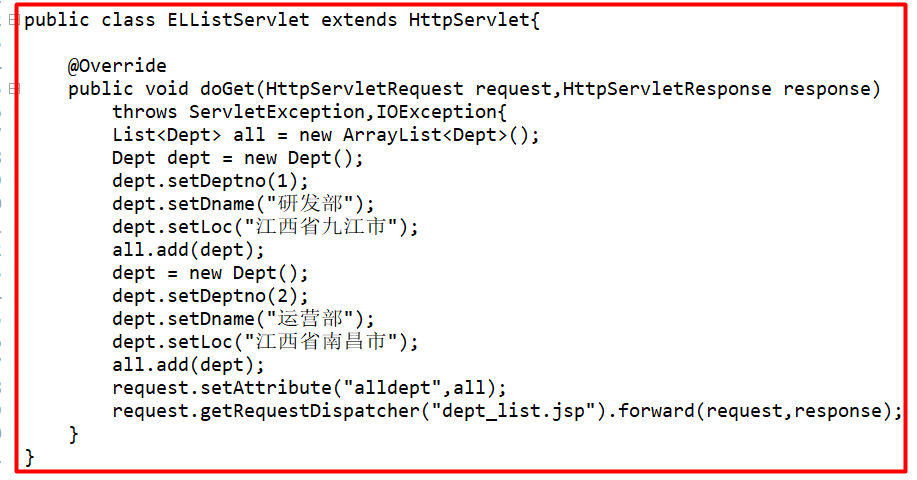 public class ELListServlet extends HttpServlet{
@Override
public void doGet(HttpServletRequest request,HttpServletResponse response)
throws ServletException,IOException{
List<Dept> all = new ArrayList<Dept>();
Dept dept = new Dept();
dept.setDeptno(1);
dept.setDname("研发部");
dept.setLoc("江西省九江市");
all.add(dept);
dept = new Dept();
dept.setDeptno(2);
dept.setDname("运营部");
dept.setLoc("江西省南昌市");
all.add(dept);
request.setAttribute("alldept",all);
request.getRequestDispatcher("dept_list.jsp").forward(request,response);
}
}